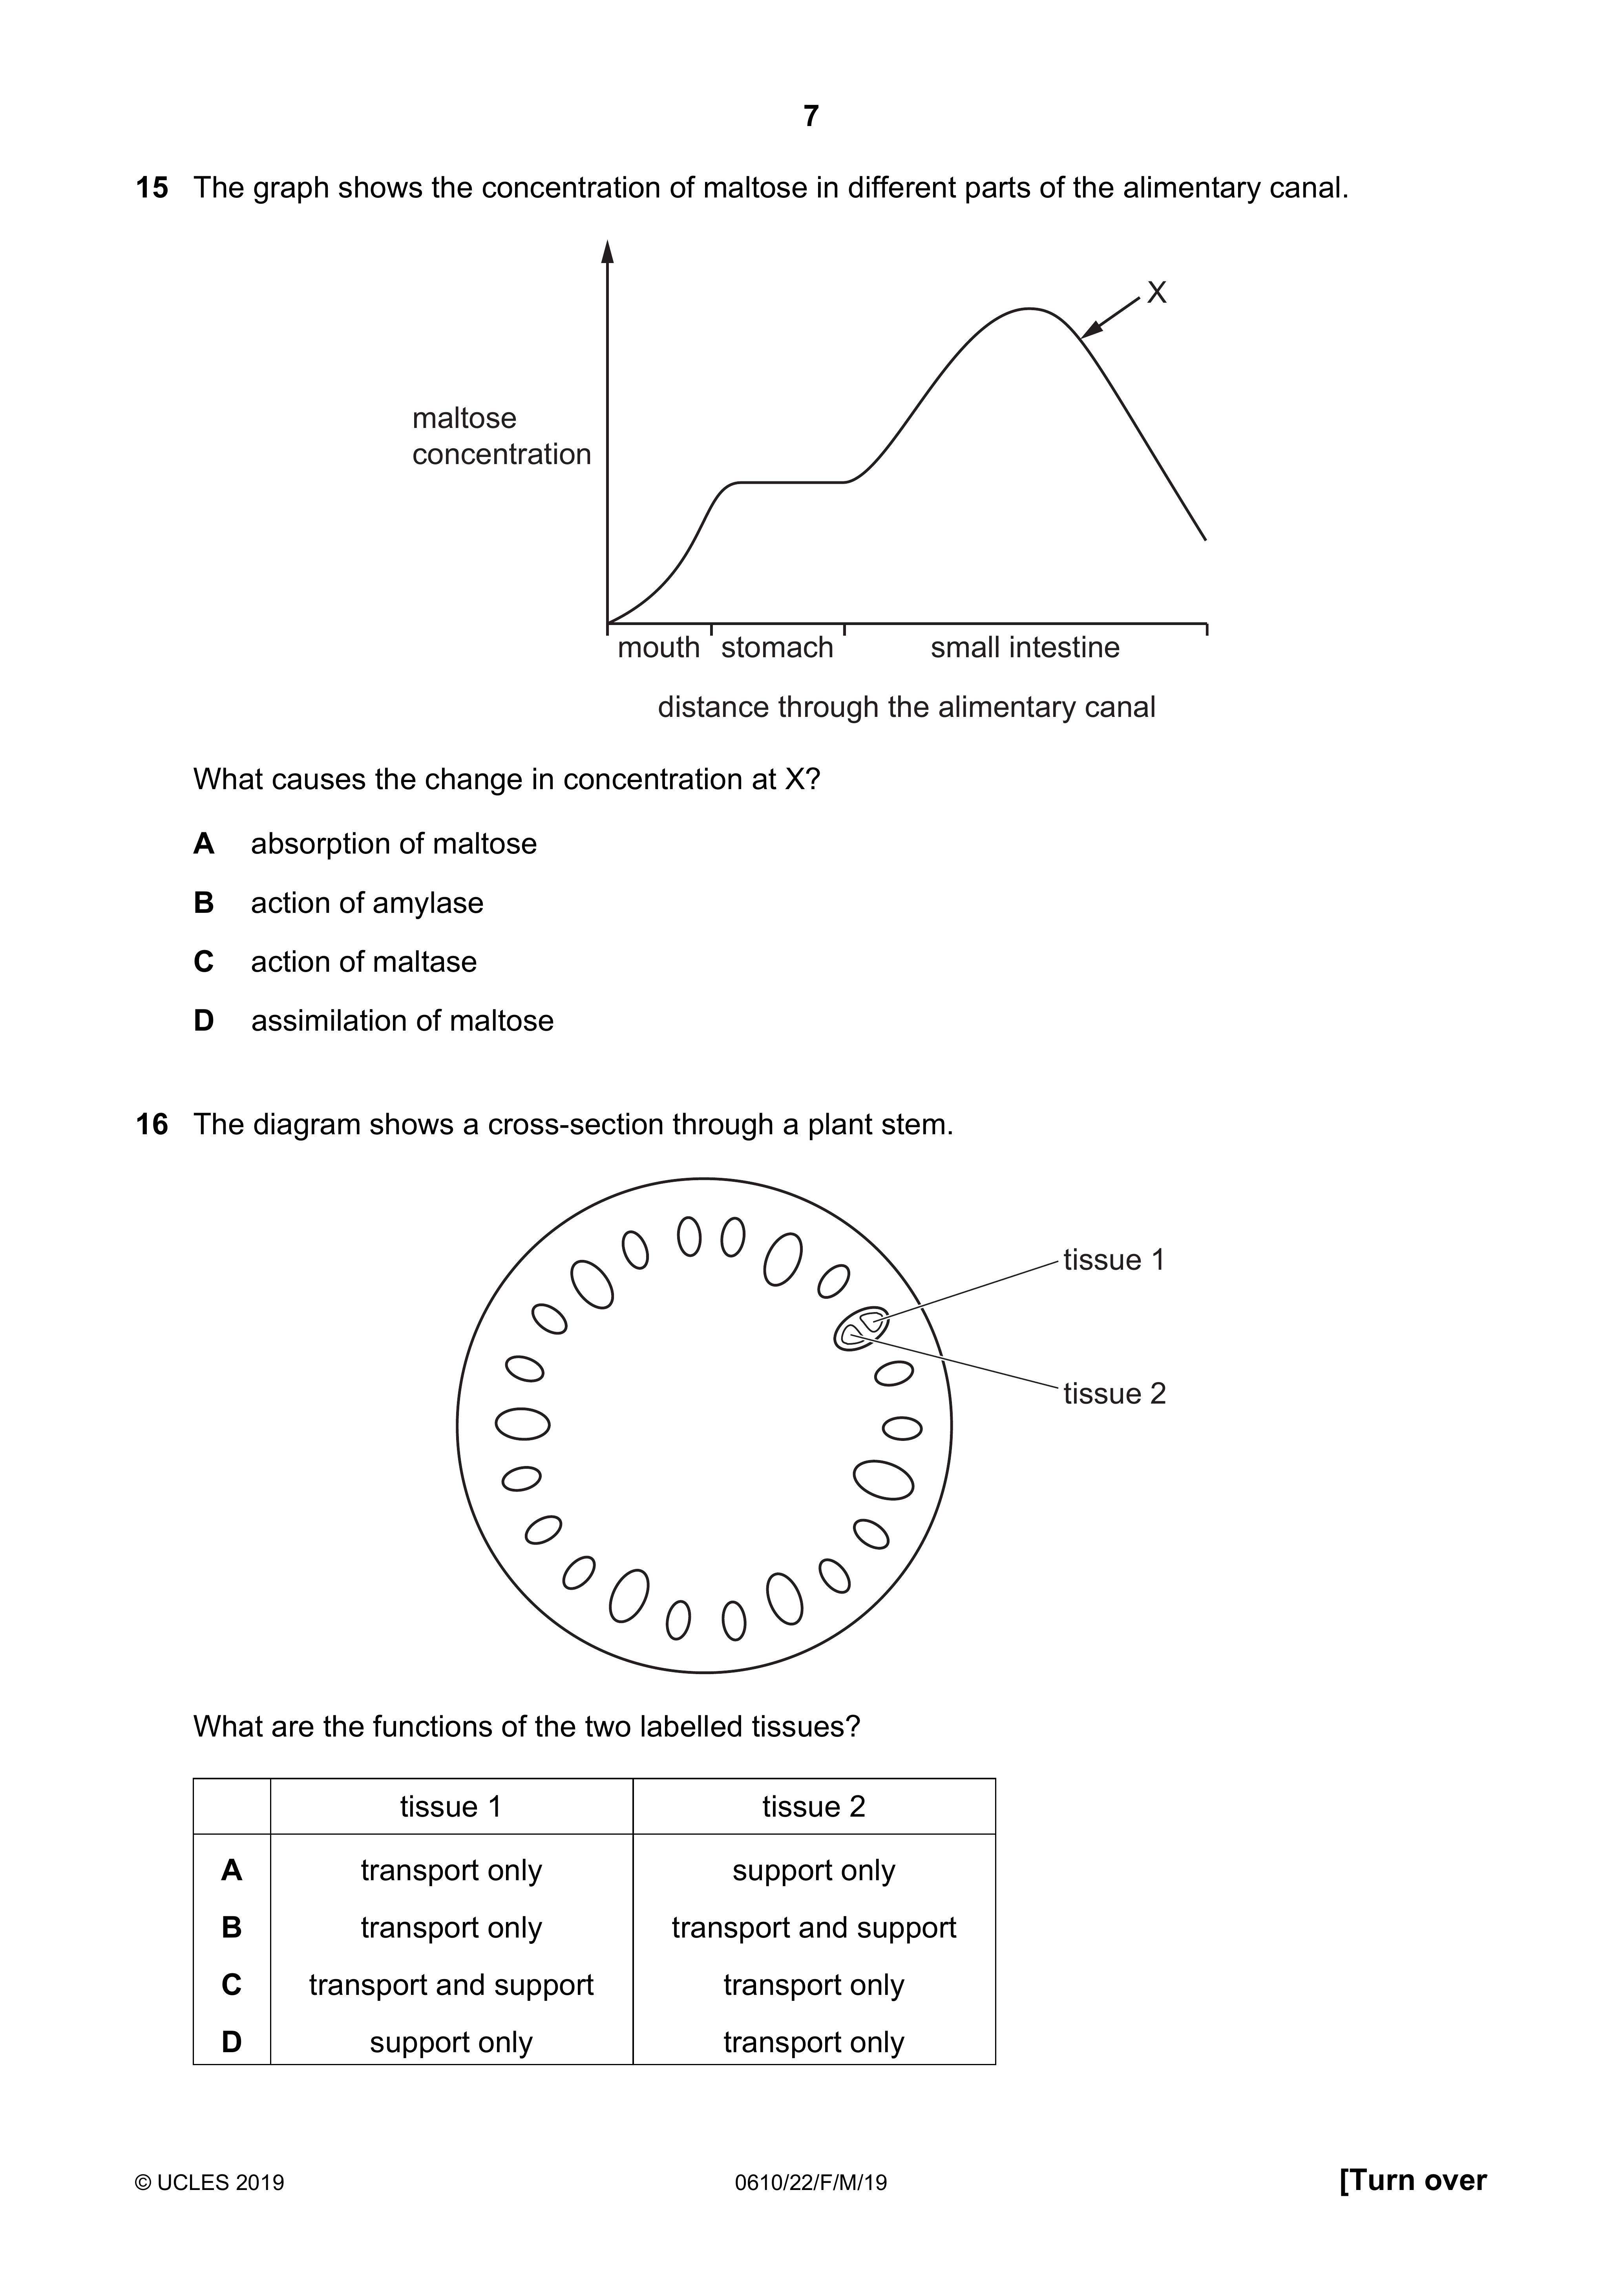 7
15 The graph shows the concentration of maltose in different parts of the alimentary canal.
X
maltose
concentration
mouth stomach small intestine
distance through the alimentary canal
What causes the change in concentration at X?
A absorption of maltose
B action of amylase
C action of maltase
D assimilation of maltose
16 The diagram shows a cross-section through a plant stem.
tissue 1
tissue 2
What are the functions of the two labelled tissues?
tissue 1 tissue 2
A transport only support only
B transport only transport and support
C transport and support transport only
D support only transport only
© UCLES 2019 0610/22/F/M/19 [Turn over